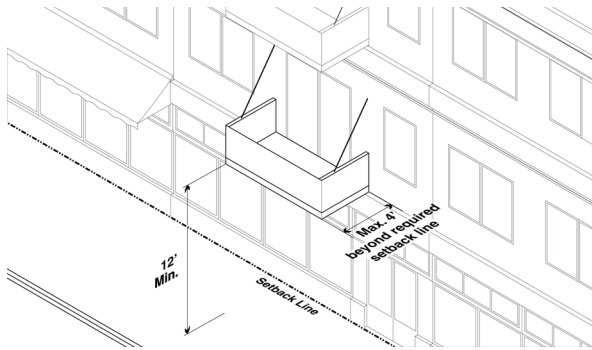 Max. 4'
beyond required
setback line
12'
Min.
Setback Line